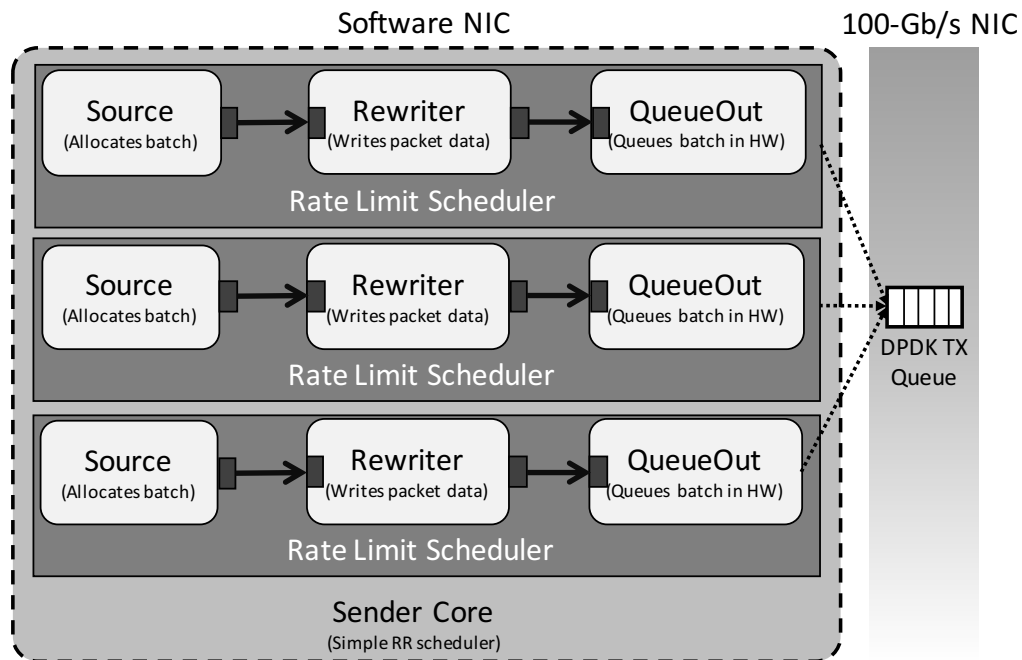 Software NIC
100-Gb/s NIC
Source
(Allocates batch)
Rewriter
(Writes packet data)
QueueOut
(Queues batch in HW)
Rate Limit Scheduler
Source
(Allocates batch)
Rewriter
(Writes packet data)
QueueOut
(Queues batch in HW)
Rate Limit Scheduler
DPDK TX
Queue
Source
(Allocates batch)
Rewriter
(Writes packet data)
QueueOut
(Queues batch in HW)
Rate Limit Scheduler
Sender Core
(Simple RR scheduler)